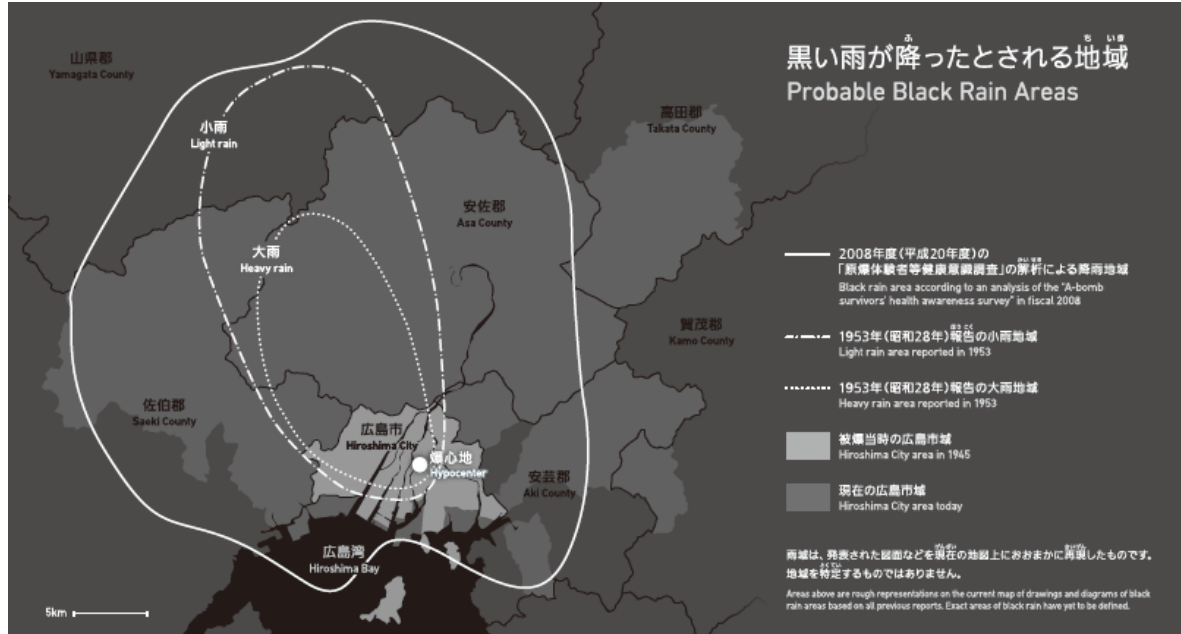 黒い雨が降ったとされる地域
Probable Black Rain Areas
山県郡
Yamagata County
高田郡
Takata County
小雨
Light rain
安佐郡
Asa County
大雨
Heavy rain
賀茂郡
Kamo County
佐伯郡
Saeki County
広島市
Hiroshima City
爆心地
Hypocenter
安芸郡
Aki County
広島湾
Hiroshima Bay
5km
2008年度(平成20年度)の
「原爆体験者等健康意識調査」の解析による降雨地域
Black rain area according to an analysis of the "A-bomb
survivors' health awareness survey" in fiscal 2008
1953年(昭和28年)報告の小雨地域
Light rain area reported in 1953
1953年(昭和28年)報告の大雨地域
Heavy rain area reported in 1953
被爆当時の広島市域
Hiroshima City area in 1945
現在の広島市域
Hiroshima City area today
雨域は、発表された図面などを現在の地図上におおまかに再現したものです。
地域を特定するものではありません。
Areas above are rough representations on the current map of drawings and diagrams of black
rain areas based on all previous reports. Exact areas of black rain have yet to be defined.